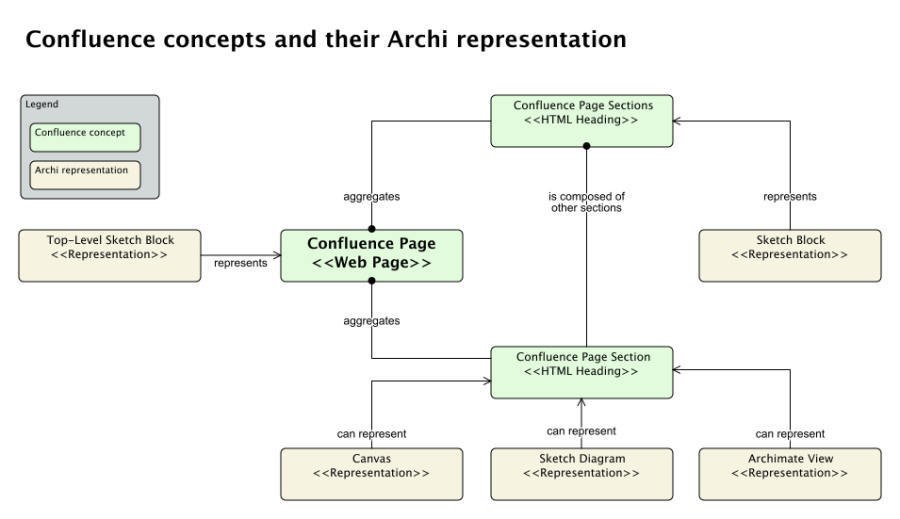 Confluence concepts and their Archi representation
Legend
Confluence concept
Archi representation
Confluence Page Sections
<<HTML Heading>>
aggregates
is composed of
other sections
represents
Top-Level Sketch Block
<<Representation>>
represents
Confluence Page
<<Web Page>>
Sketch Block
<<Representation>>
aggregates
Confluence Page Section
<<HTML Heading>>
can represent
can represent
can represent
Canvas
<<Representation>>
Sketch Diagram
<<Representation>>
Archimate View
<<Representation>>